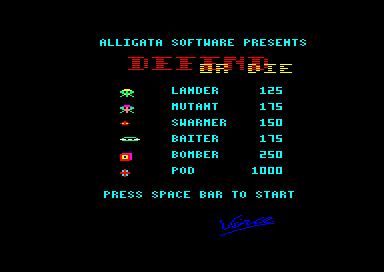 ALLIGATA SOFTWARE PRESENTS
DEFEND
OR DIE
LANDER 125
MUTANT 175
SWARMER 150
BAITER 175
BOMBER 250
POD 1000
PRESS SPACE BAR TO START